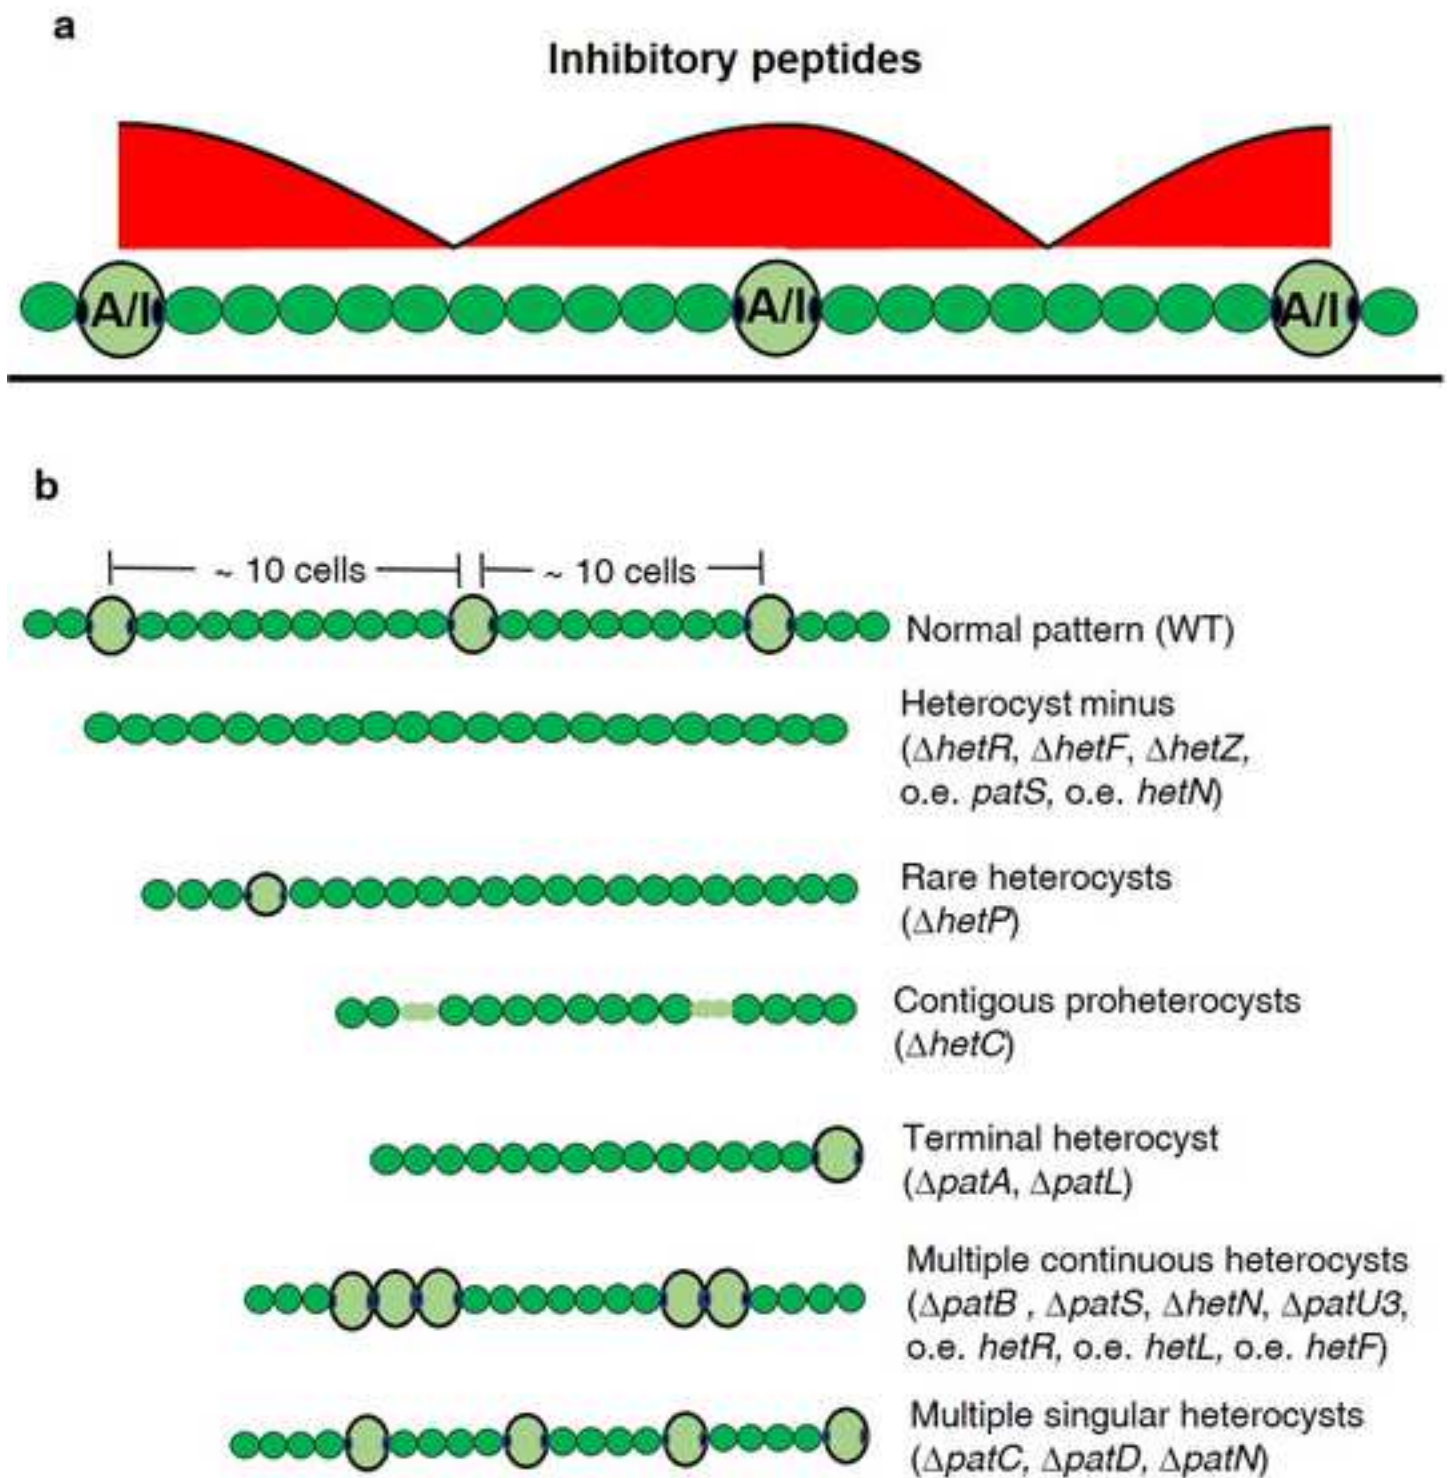 a
Inhibitory peptides
A/I A/I A/I
b
~ 10 cells ~ 10 cells
Normal pattern (WT)
Heterocyst minus
(ΔhetR, ΔhetF, ΔhetZ,
o.e. patS, o.e. hetN)
Rare heterocysts
(ΔhetP)
Contigous proheterocysts
(ΔhetC)
Terminal heterocyst
(ΔpatA, ΔpatL)
Multiple continuous heterocysts
(ΔpatB , ΔpatS, ΔhetN, ΔpatU3,
o.e. hetR, o.e. hetL, o.e. hetF)
Multiple singular heterocysts
(ΔpatC, ΔpatD, ΔpatN)